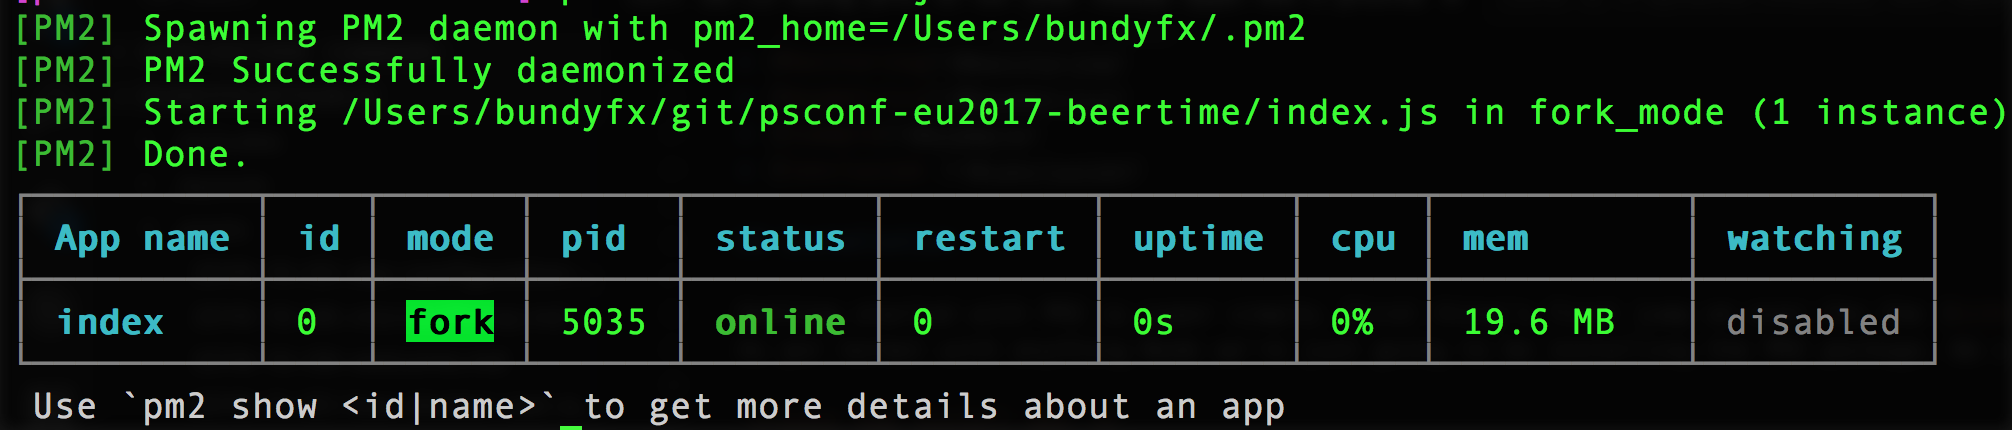 [PM2] Spawning PM2 daemon with pm2_home=/Users/bundyfx/.pm2
[PM2] PM2 Successfully daemonized
[PM2] Starting /Users/bundyfx/git/psconf-eu2017-beertime/index.js in fork_mode (1 instance)
[PM2] Done.
App name id mode pid status restart uptime cpu mem watching
index 0 fork 5035 online 0 0s 0% 19.6 MB disabled
Use `pm2 show <id|name>` to get more details about an app